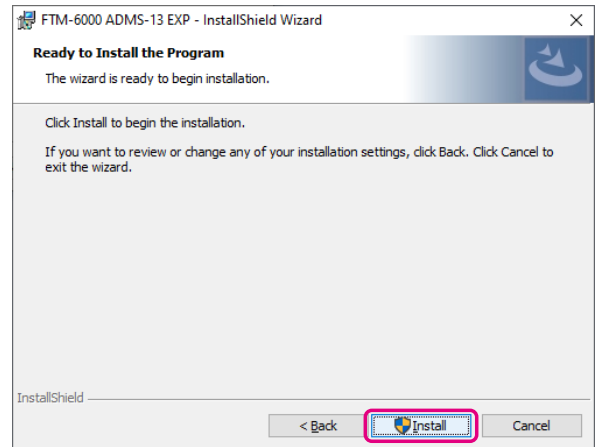 FTM-6000 ADMS-13 EXP - InstallShield Wizard
Ready to Install the Program
The wizard is ready to begin installation.
Click Install to begin the installation.
If you want to review or change any of your installation settings, click Back. Click Cancel to
exit the wizard.
InstallShield
< Back Install Cancel